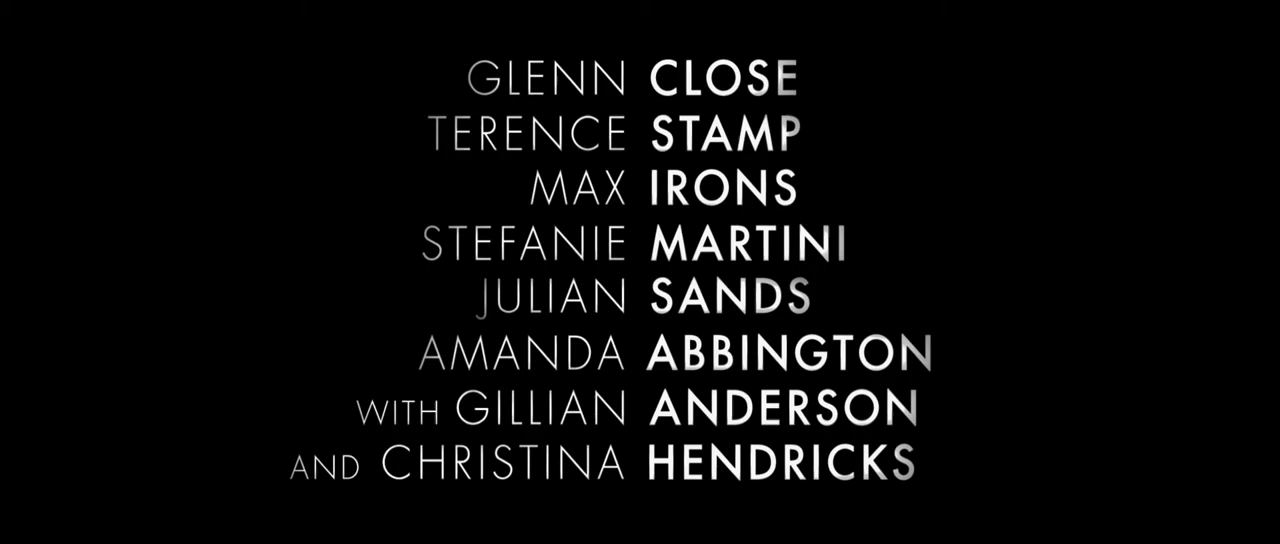 GLENN CLOSE
TERENCE STAMP
MAX IRONS
STEFANIE MARTINI
JULIAN SANDS
AMANDA ABBINGTON
WITH GILLIAN ANDERSON
AND CHRISTINA HENDRICKS